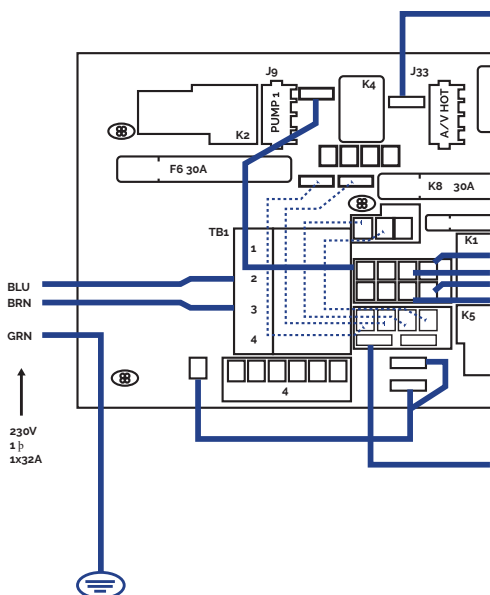 J9
J33
K4
PUMP 1
A/V HOT
K2
F6 30A
K8 30A
TB1
K1
1
2
3
4
K5
BLU
BRN
GRN
4
230V
1 þ
1x32A